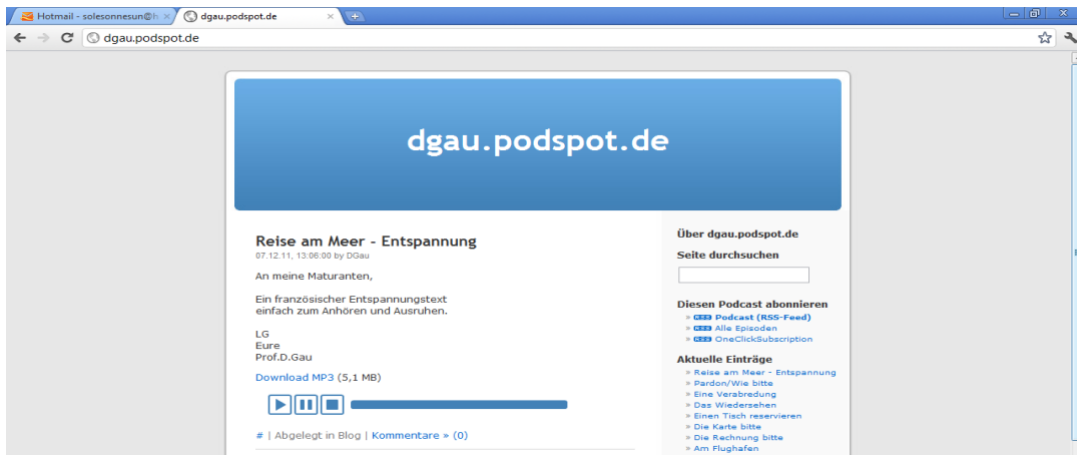 Hotmail - solesonnesun@h
dgau.podspot.de
dgau.podspot.de
dgau.podspot.de
Reise am Meer - Entspannung
07.12.11, 13:06:00 by DGau
An meine Maturanten,
Ein französischer Entspannungstext
einfach zum Anhören und Ausruhen.
LG
Eure
Prof.D.Gau
Download MP3 (5,1 MB)
# | Abgelegt in Blog | Kommentare » (0)
Über dgau.podspot.de
Seite durchsuchen
Diesen Podcast abonnieren
» RSS Podcast (RSS-Feed)
» RSS Alle Episoden
» RSS OneClickSubscription
Aktuelle Einträge
» Reise am Meer - Entspannung
» Pardon/Wie bitte
» Eine Verabredung
» Das Wiedersehen
» Einen Tisch reservieren
» Die Karte bitte
» Die Rechnung bitte
» Am Flughafen